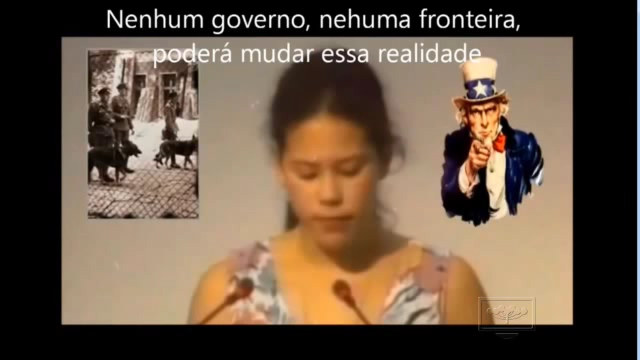 Nenhum governo, nehuma fronteira,
poderá mudar essa realidade